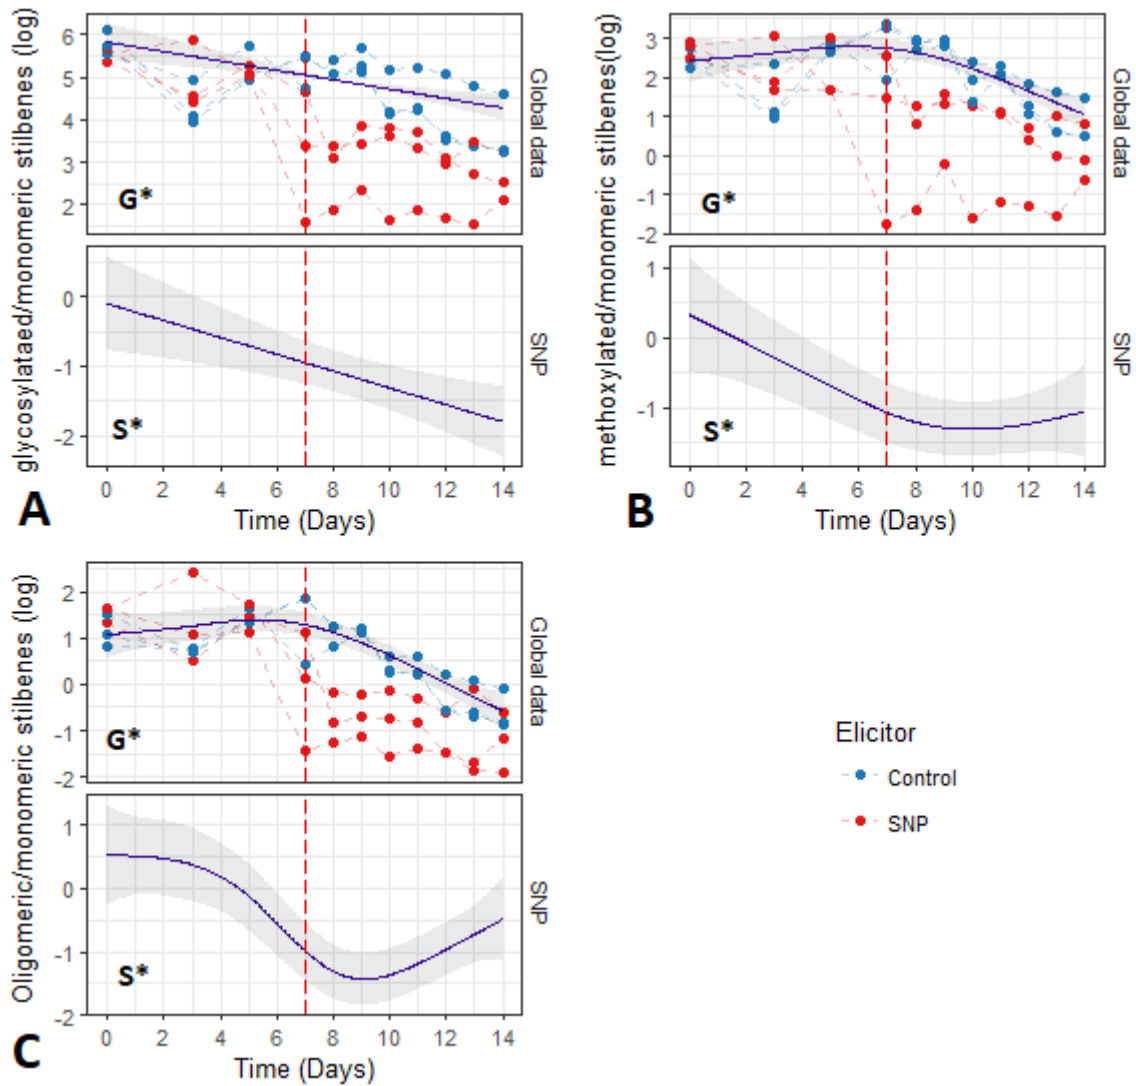 glycosylataed/monomeric stilbenes (log)
6
5
4
3
2
G*
Global data
0
-1
-2
S*
SNP
0 2 4 6 8 10 12 14
Time (Days)
A
methoxylated/monomeric stilbenes(log)
3
2
1
0
-1
-2
G*
Global data
1
0
-1
S*
SNP
0 2 4 6 8 10 12 14
Time (Days)
B
Oligomeric/monomeric stilbenes (log)
2
1
0
-1
-2
G*
Global data
1
0
-1
-2
S*
SNP
0 2 4 6 8 10 12 14
Time (Days)
C
Elicitor
Control
SNP